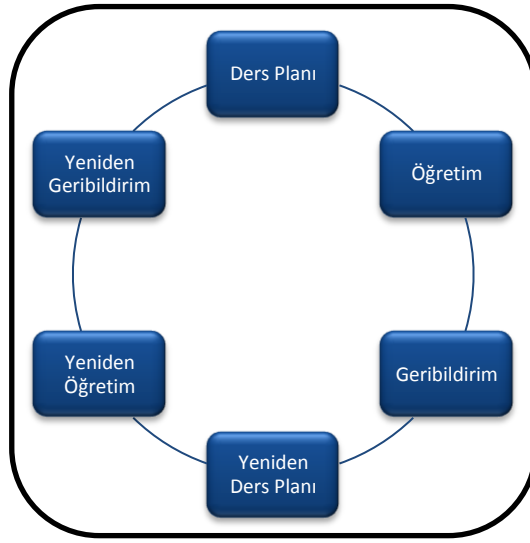 Ders Planı
Öğretim
Geribildirim
Yeniden
Ders Planı
Yeniden
Öğretim
Yeniden
Geribildirim